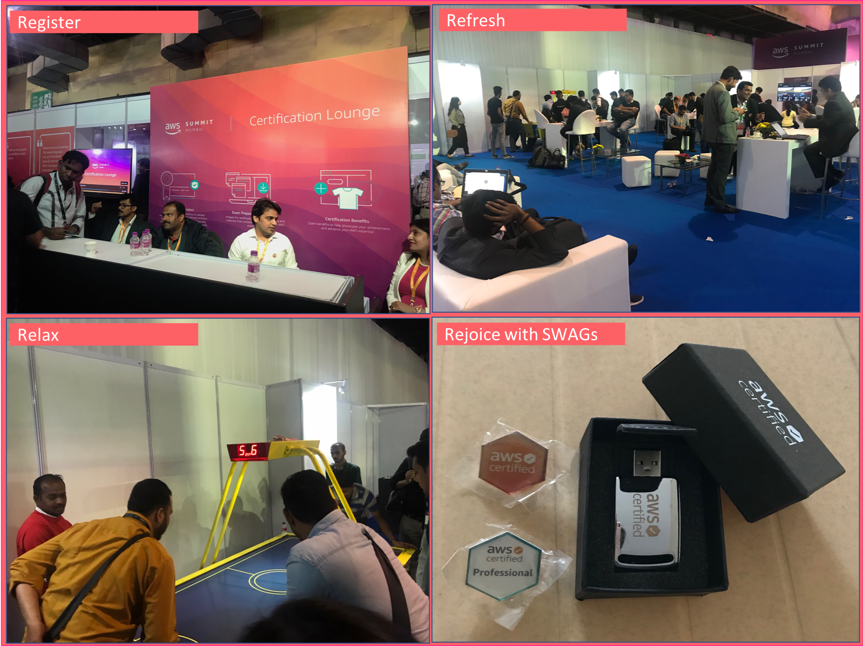 Register
aws SUMMIT
MUMBAI
Certification Lounge
Certification Benefits
Refresh
aws SUMMIT
Relax
5 6
Rejoice with SWAGs
aws
certified
aws
certified
aws
certified
Professional
aws
certified